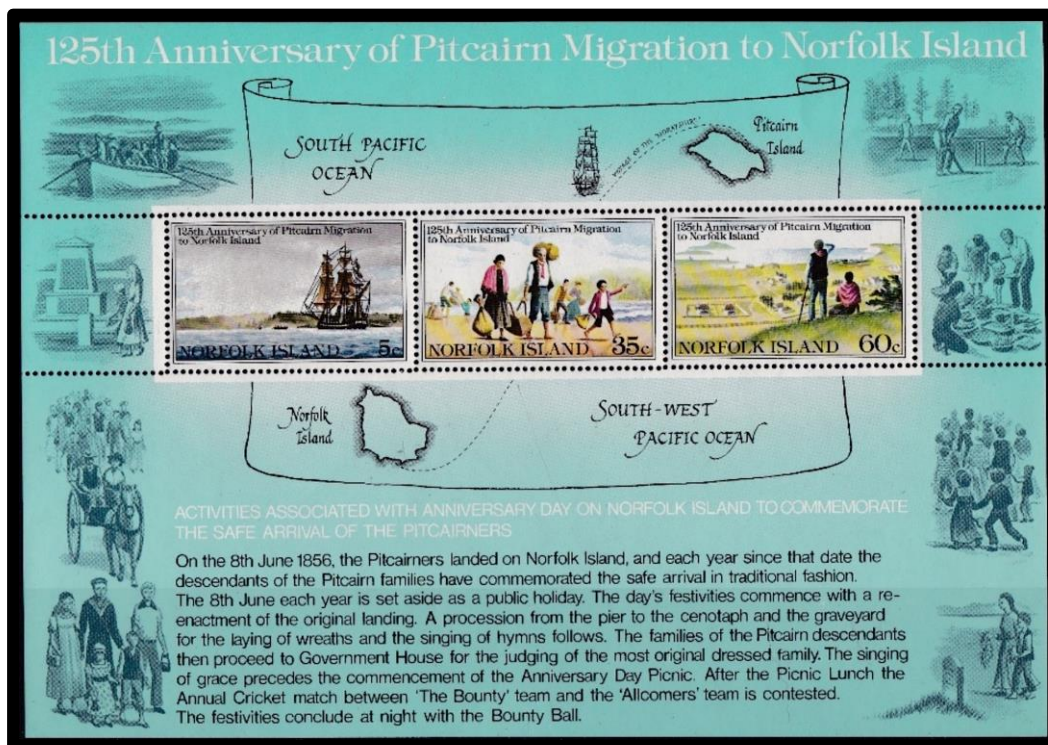 125th Anniversary of Pitcairn Migration to Norfolk Island
SOUTH PACIFIC
OCEAN
VOYAGE OF THE 'MORAYSHIRE'
Pitcairn
Island
125th Anniversary of Pitcairn Migration
to Norfolk Island
NORFOLK ISLAND 5c
125th Anniversary of Pitcairn Migration
to Norfolk Island
NORFOLK ISLAND 35c
125th Anniversary of Pitcairn Migration
to Norfolk Island
NORFOLK ISLAND 60c
Norfolk
Island
SOUTH-WEST
PACIFIC OCEAN
ACTIVITIES ASSOCIATED WITH ANNIVERSARY DAY ON NORFOLK ISLAND TO COMMEMORATE
THE SAFE ARRIVAL OF THE PITCAIRNERS
On the 8th June 1856, the Pitcairners landed on Norfolk Island, and each year since that date the
descendants of the Pitcairn families have commemorated the safe arrival in traditional fashion.
The 8th June each year is set aside as a public holiday. The day's festivities commence with a re-
enactment of the original landing. A procession from the pier to the cenotaph and the graveyard
for the laying of wreaths and the singing of hymns follows. The families of the Pitcairn descendants
then proceed to Government House for the judging of the most original dressed family. The singing
of grace precedes the commencement of the Anniversary Day Picnic. After the Picnic Lunch the
Annual Cricket match between 'The Bounty' team and the 'Allcomers' team is contested.
The festivities conclude at night with the Bounty Ball.